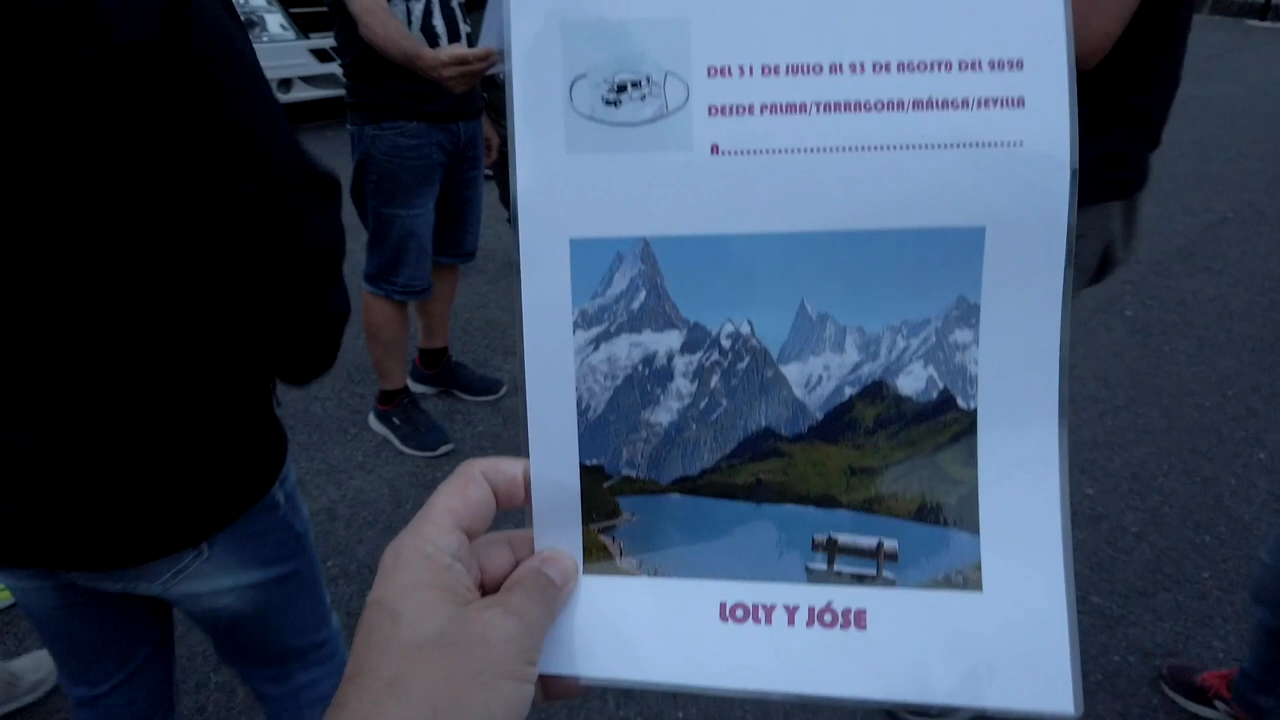 DEL 31 DE JULIO AL 23 DE AGOSTO DEL 2020
DESDE PALMA/TARRAGONA/MÁLAGA/SEVILLA
A................................................
LOLY Y JÓSE